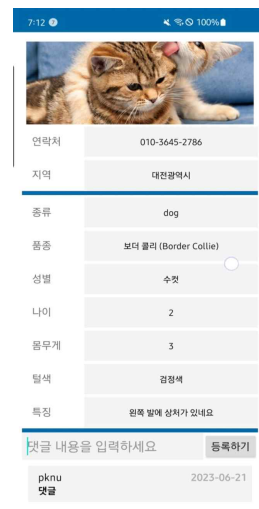 7:12
100%
연락처 010-3645-2786
지역 대전광역시
종류 dog
품종 보더 콜리 (Border Collie)
성별 수컷
나이 2
몸무게 3
털색 검정색
특징 왼쪽 발에 상처가 있네요
댓글 내용을 입력하세요 등록하기
pknu 2023-06-21
댓글